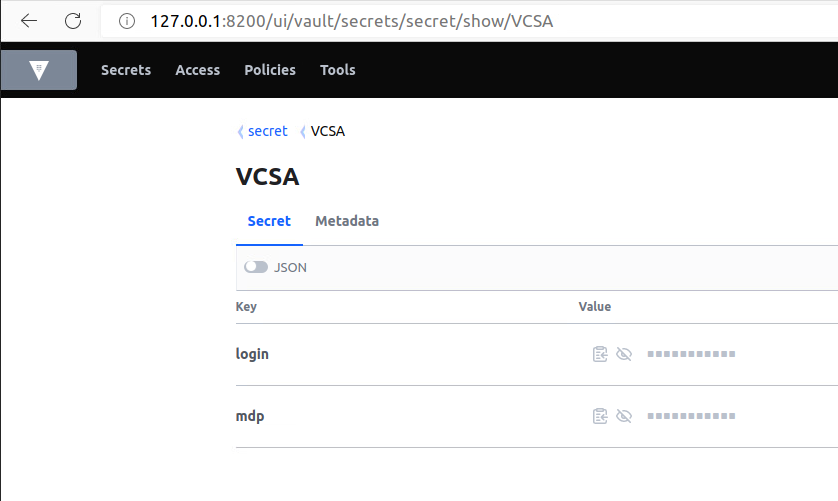 127.0.0.1:8200/ui/vault/secrets/secret/show/VCSA
Secrets Access Policies Tools
secret VCSA
VCSA
Secret Metadata
JSON
Key Value
login
mdp